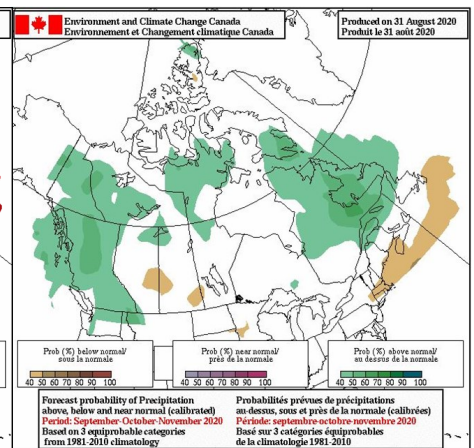 Environment and Climate Change Canada
Environnement et Changement climatique Canada
Produced on 31 August 2020
Produit le 31 août 2020
Prob (%) below normal/
sous la normale
40 50 60 70 80 90 100
Prob (%) near normal/
près de la normale
40 50 60 70 80 90 100
Prob (%) above normal/
au dessus de la normale
40 50 60 70 80 90 100
Forecast probability of Precipitation
above, below and near normal (calibrated)
Period: September-October-November 2020
Based on 3 equiprobable categories
from 1981-2010 climatology
Probabilités prévues de précipitations
au-dessus, sous et près de la normale (calibrées)
Période: septembre-octobre-novembre 2020
Basé sur 3 catégories équiprobables
de la climatologie 1981-2010